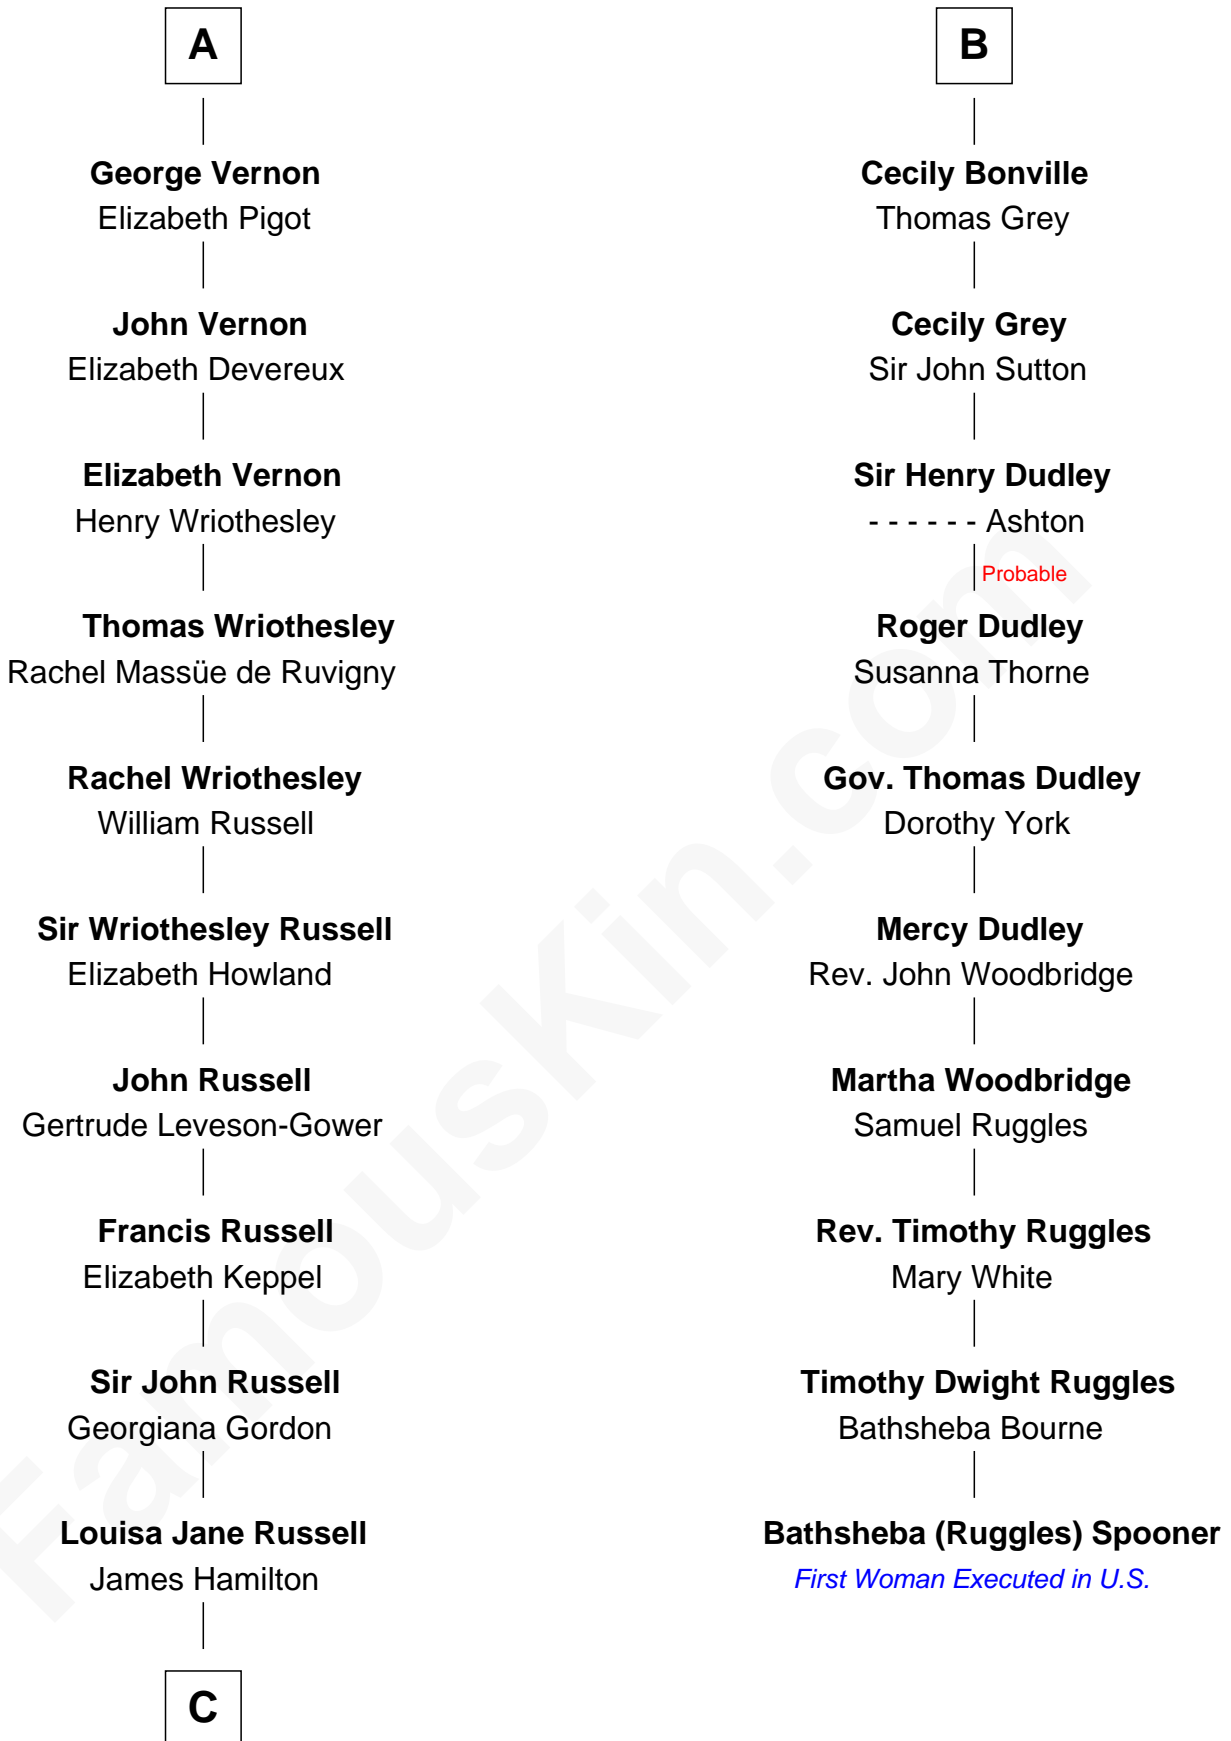 A
George Vernon
Elizabeth Pigot
John Vernon
Elizabeth Devereux
Elizabeth Vernon
Henry Wriothesley
Thomas Wriothesley
Rachel Massüe de Ruvigny
Rachel Wriothesley
William Russell
Sir Wriothesley Russell
Elizabeth Howland
John Russell
Gertrude Leveson-Gower
Francis Russell
Elizabeth Keppel
Sir John Russell
Georgiana Gordon
Louisa Jane Russell
James Hamilton
C
B
Cecily Bonville
Thomas Grey
Cecily Grey
Sir John Sutton
Sir Henry Dudley
- - - - - - Ashton
Probable
Roger Dudley
Susanna Thorne
Gov. Thomas Dudley
Dorothy York
Mercy Dudley
Rev. John Woodbridge
Martha Woodbridge
Samuel Ruggles
Rev. Timothy Ruggles
Mary White
Timothy Dwight Ruggles
Bathsheba Bourne
Bathsheba (Ruggles) Spooner
First Woman Executed in U.S.
FamousKin.com